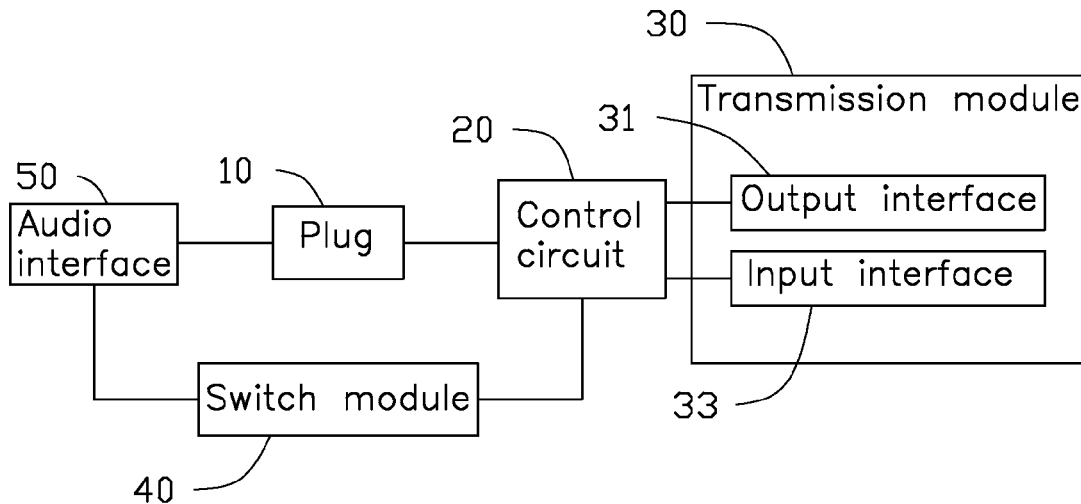 30
Transmission module
31
20
10
50
Output interface
Control
circuit
Audio
interface
Plug
Input interface
Switch module
33
40